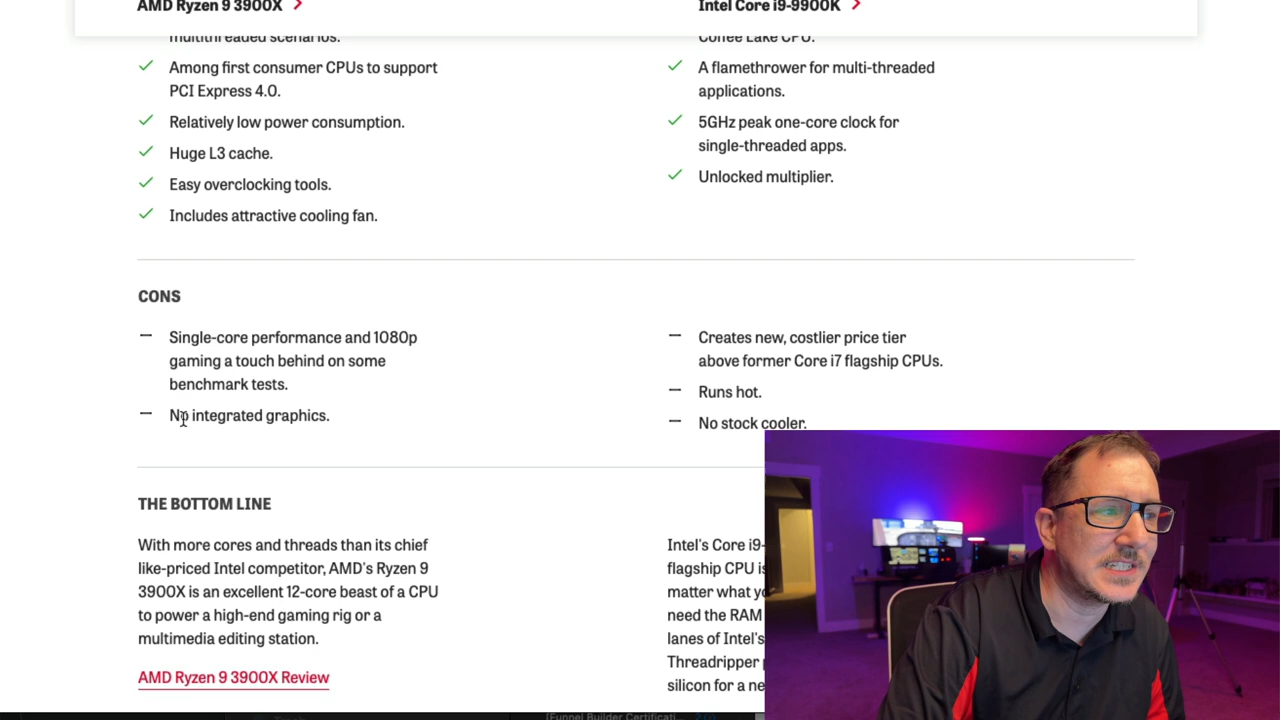 AMD Ryzen 9 3900X
Intel Core i9-9900K
multithreaded scenarios.
Coffee Lake CPU.
Among first consumer CPUs to support
PCI Express 4.0.
Relatively low power consumption.
Huge L3 cache.
Easy overclocking tools.
Includes attractive cooling fan.
A flamethrower for multi-threaded
applications.
5GHz peak one-core clock for
single-threaded apps.
Unlocked multiplier.
CONS
Single-core performance and 1080p
gaming a touch behind on some
benchmark tests.
No integrated graphics.
Creates new, costlier price tier
above former Core i7 flagship CPUs.
Runs hot.
No stock cooler.
THE BOTTOM LINE
With more cores and threads than its chief
like-priced Intel competitor, AMD's Ryzen 9
3900X is an excellent 12-core beast of a CPU
to power a high-end gaming rig or a
multimedia editing station.
AMD Ryzen 9 3900X Review
Intel's Core i9-
flagship CPU is
matter what yo
need the RAM
lanes of Intel's
Threadripper
silicon for a ne
(Funnel Builder Certificati...